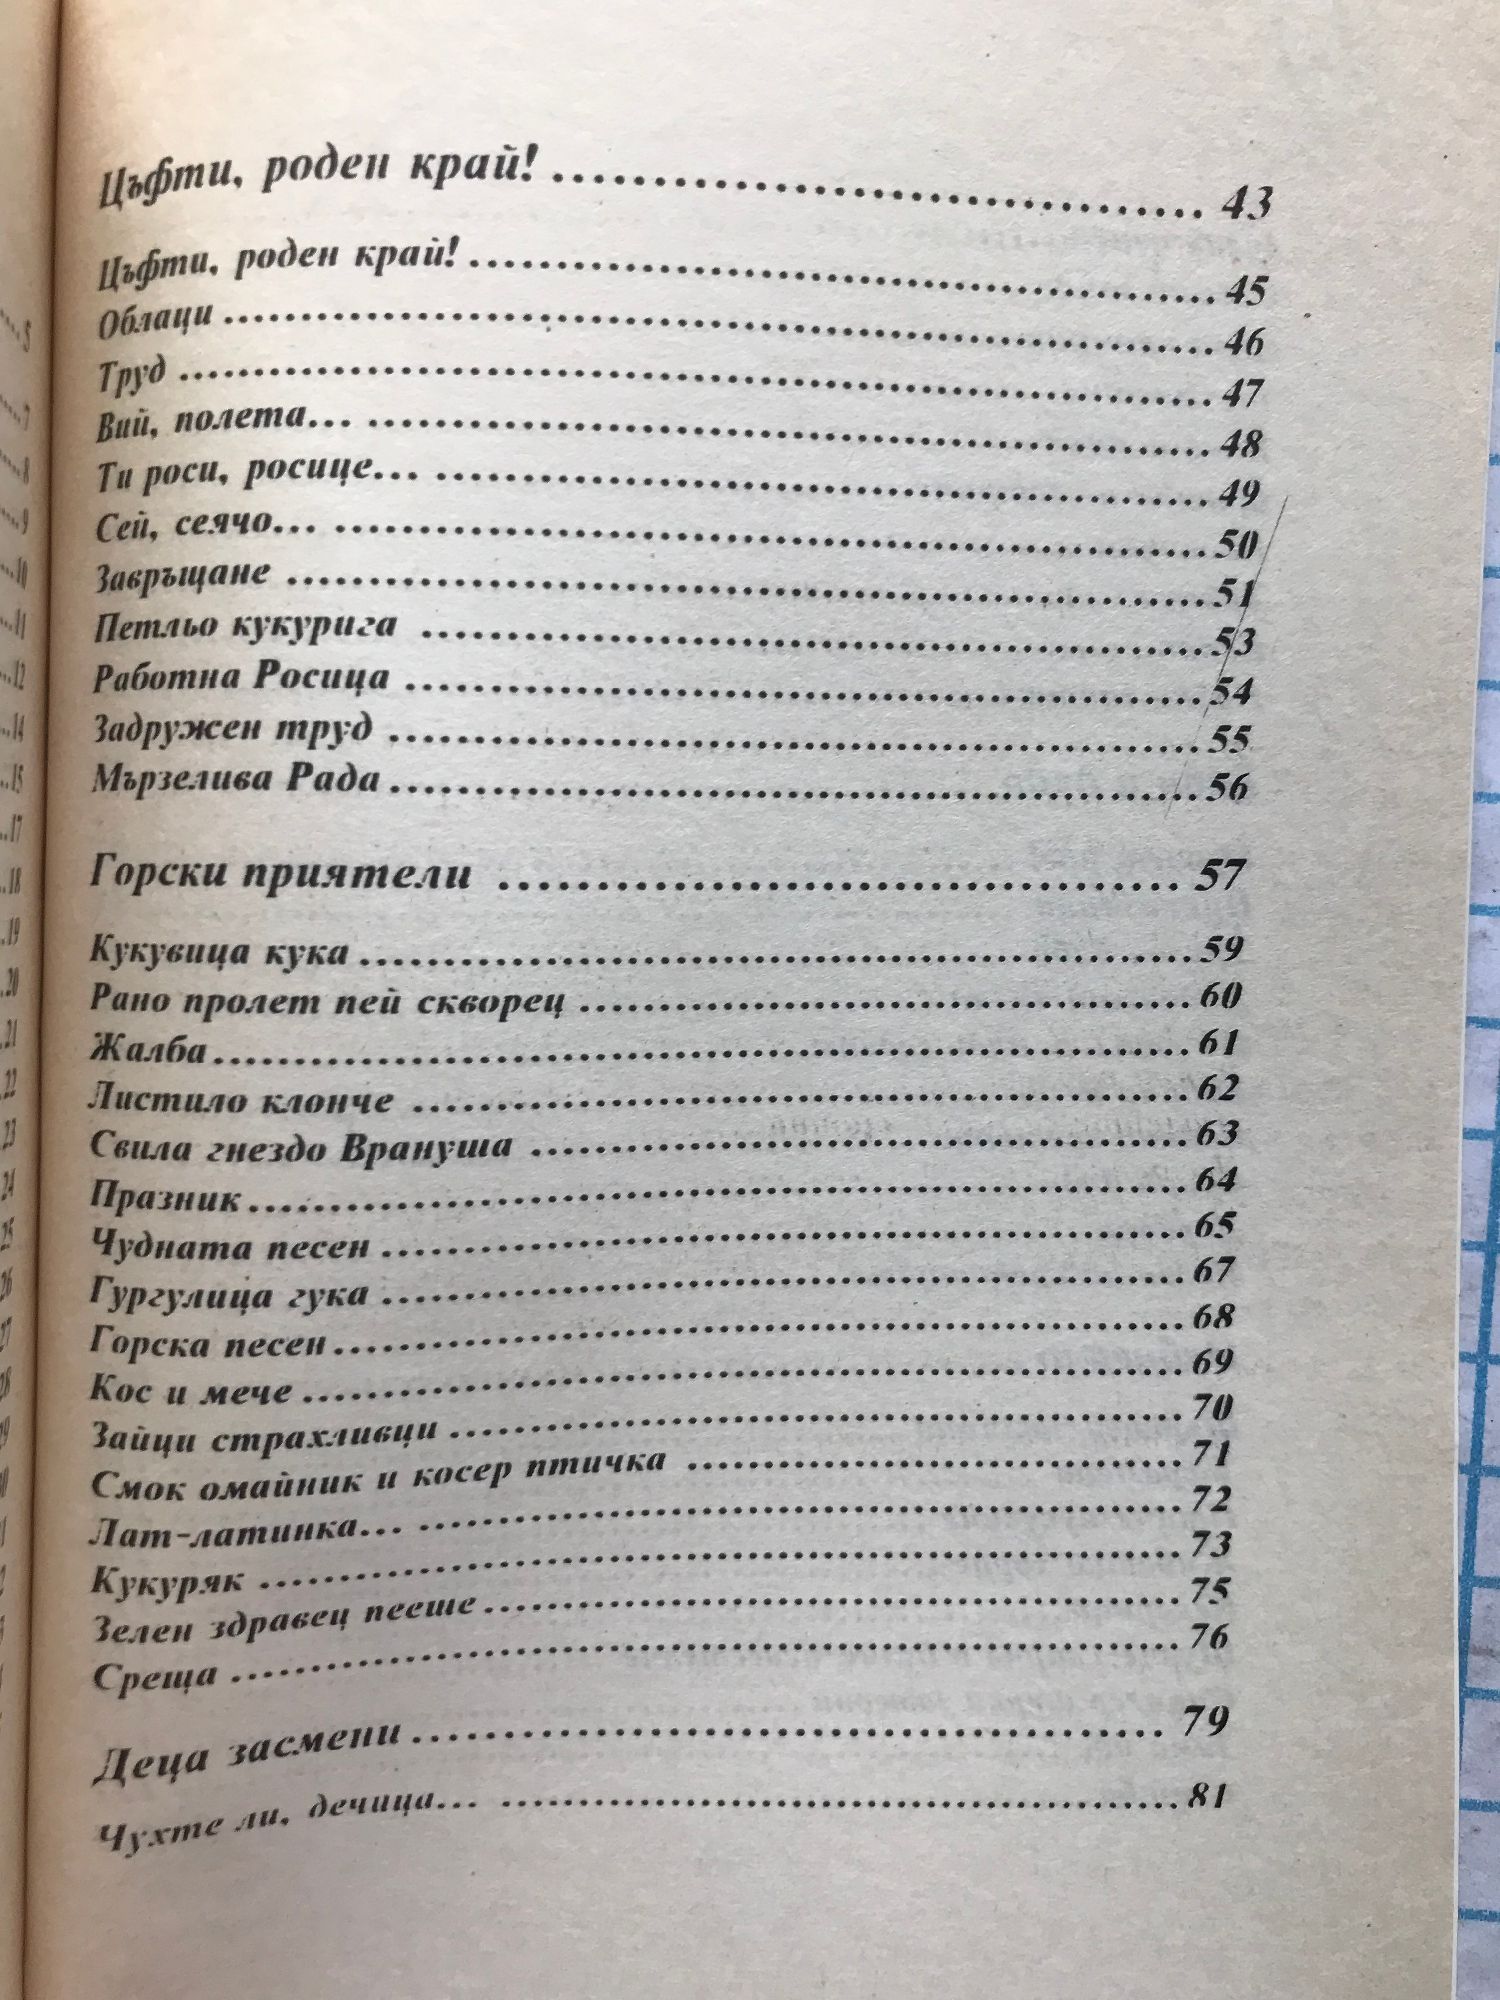 Цъфти, роден край! ........................................ 43
Цъфти, роден край! ........................................ 45
Облаци ........................................ 46
Труд ........................................ 47
Вий, полета... ........................................ 48
Ти роси, росице... ........................................ 49
Сей, сеячо... ........................................ 50
Завръщане ........................................ 51
Петльо кукурига ........................................ 53
Работна Росица ........................................ 54
Задружен труд ........................................ 55
Мързелива Рада ........................................ 56
Горски приятели ........................................ 57
Кукувица кука ........................................ 59
Рано пролет пей скворец ........................................ 60
Жалба ........................................ 61
Листило клонче ........................................ 62
Свила гнездо Врануша ........................................ 63
Празник ........................................ 64
Чудната песен ........................................ 65
Гургулица гука ........................................ 67
Горска песен ........................................ 68
Кос и мече ........................................ 69
Зайци страхливци ........................................ 70
Смок омайник и косер птичка ........................................ 71
Лат-латинка... ........................................ 72
Кукуряк ........................................ 73
Зелен здравец пееше ........................................ 75
Среща ........................................ 76
Деца засмени ........................................ 79
Чухте ли, дечица... ........................................ 81